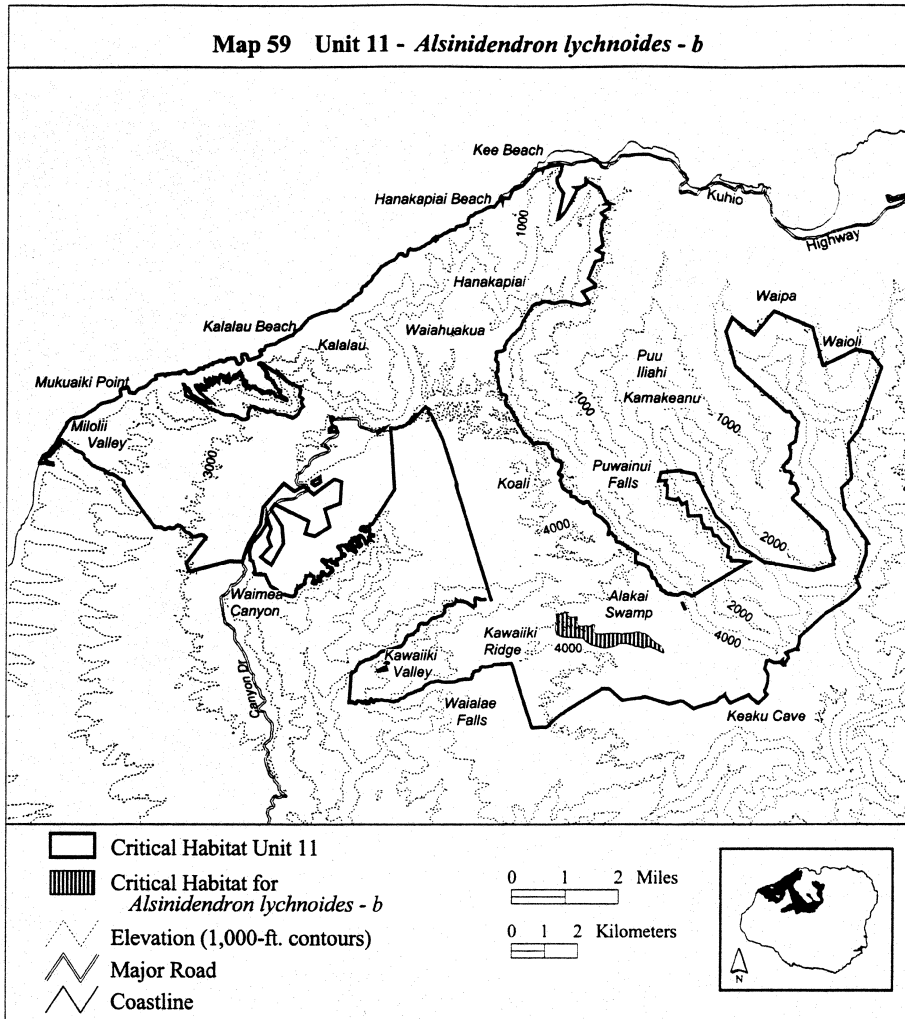 Map 59 Unit 11 - Alsinidendron lychnoides - b
Kee Beach
Hanakapiai Beach
Kuhio
Highway
1000
Hanakapiai
Waipa
Kalalau Beach
Kalalau
Waiahuakua
Waioli
Puu
Iliahi
Mukuaiki Point
Kamakeanu
1000
1000
Milolii
Valley
3000
Puwainui
Falls
Koali
4000
2000
Waimea
Canyon
Alakai
Swamp
2000
4000
Kawaiiki
Ridge
4000
Kawaiiki
Valley
Canyon Dr
Waialae
Falls
Keaku Cave
Critical Habitat Unit 11
Critical Habitat for
Alsinidendron lychnoides - b
Elevation (1,000-ft. contours)
Major Road
Coastline
0 1 2 Miles
0 1 2 Kilometers
N